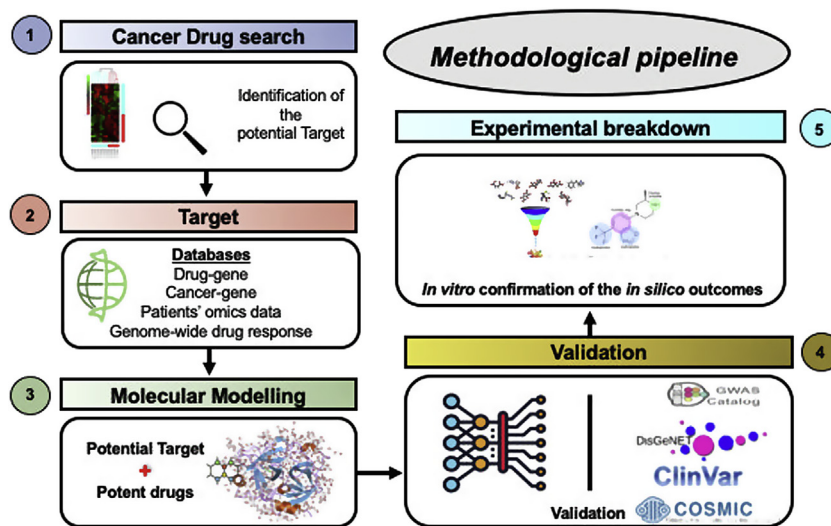 1
Cancer Drug search
Identification of
the
potential Target
2
Target
Databases
Drug-gene
Cancer-gene
Patients' omics data
Genome-wide drug response
3
Molecular Modelling
Potential Target
+
Potent drugs
Methodological pipeline
Experimental breakdown
5
In vitro confirmation of the in silico outcomes
Validation
4
GWAS
Catalog
DisGeNET
ClinVar
COSMIC
Validation